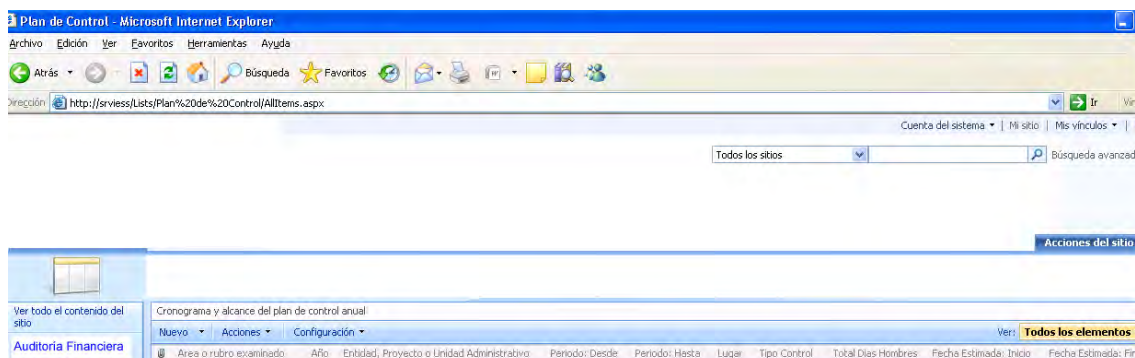 Plan de Control - Microsoft Internet Explorer
Archivo Edición Ver Favoritos Herramientas Ayuda
Atrás Búsqueda Favoritos
Dirección http://srviess/Lists/Plan%20de%20Control/AllItems.aspx Ir
Cuenta del sistema | Mi sitio | Mis vínculos |
Todos los sitios Búsqueda avanzad
Acciones del sitio
Ver todo el contenido del sitio
Cronograma y alcance del plan de control anual
Nuevo Acciones Configuración Ver: Todos los elementos
Auditoria Financiera
Area o rubro examinado Año Entidad, Proyecto o Unidad Administrativo Periodo: Desde Periodo: Hasta Lugar Tipo Control Total Dias Hombres Fecha Estimada: Inicio Fecha Estimada: